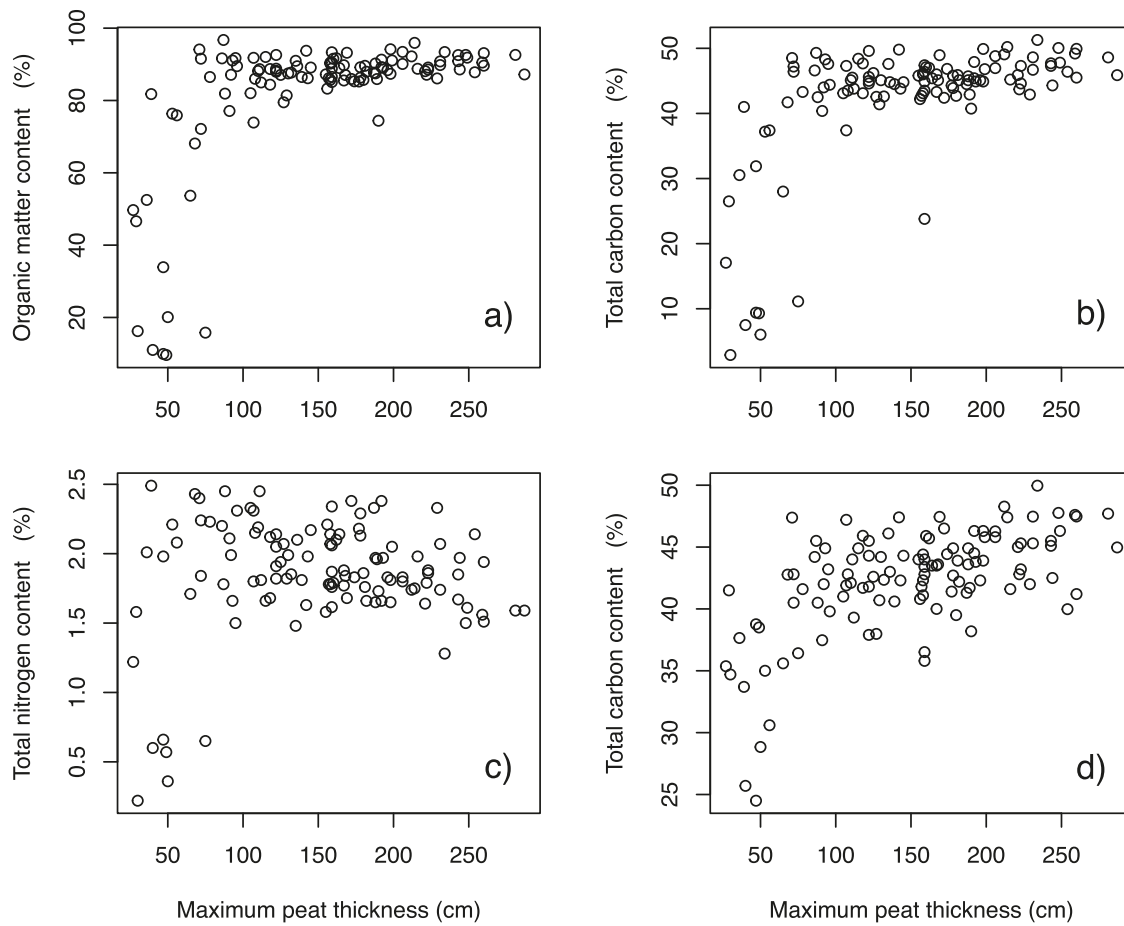 Organic matter content (%)
100
80
60
40
20
a)
50 100 150 200 250
Total carbon content (%)
50
40
30
20
10
b)
50 100 150 200 250
Total nitrogen content (%)
2.5
2.0
1.5
1.0
0.5
c)
50 100 150 200 250
Maximum peat thickness (cm)
Total carbon content (%)
50
45
40
35
30
25
d)
50 100 150 200 250
Maximum peat thickness (cm)